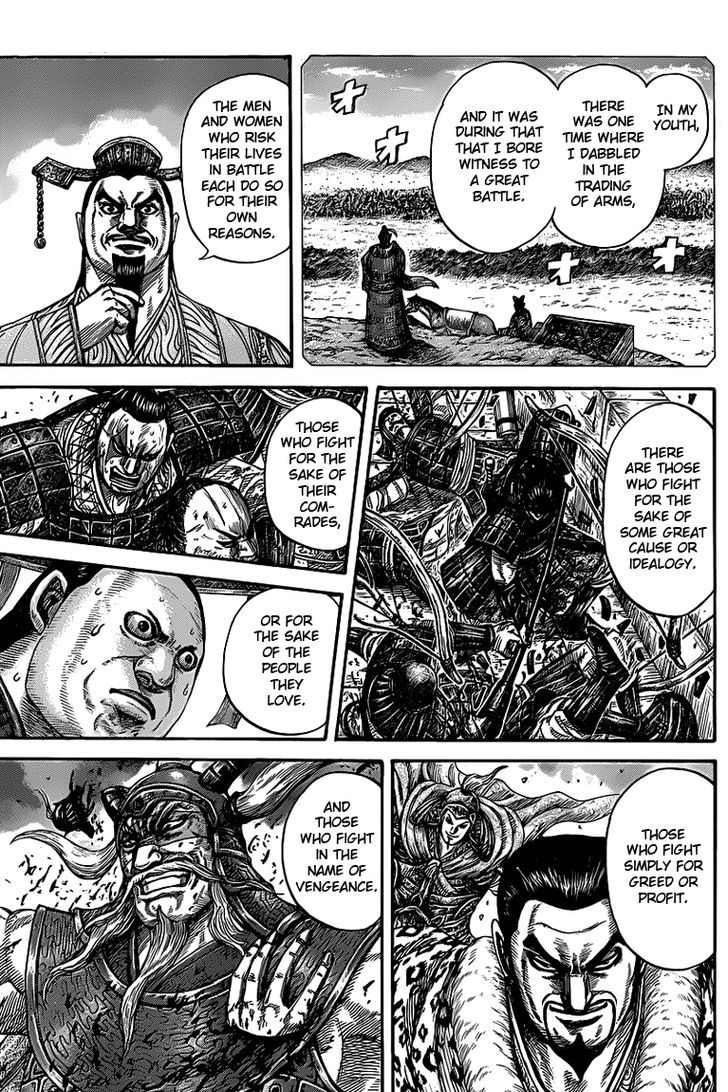 IN MY
YOUTH,
THERE
WAS ONE
TIME WHERE
I DABBLED
IN THE
TRADING
OF ARMS,
AND IT WAS
DURING THAT
THAT I BORE
WITNESS TO
A GREAT
BATTLE.
オ
オ
オ
オ
THE MEN
AND WOMEN
WHO RISK
THEIR LIVES
IN BATTLE
EACH DO SO
FOR THEIR
OWN
REASONS.
THERE
ARE THOSE
WHO FIGHT
FOR THE
SAKE OF
SOME GREAT
CAUSE OR
IDEALOGY.
THOSE
WHO FIGHT
FOR THE
SAKE OF
THEIR
COM-
RADES,
OR FOR
THE SAKE
OF THE
PEOPLE
THEY
LOVE.
THOSE
WHO FIGHT
SIMPLY FOR
GREED OR
PROFIT.
AND
THOSE
WHO FIGHT
IN THE
NAME OF
VENGEANCE.